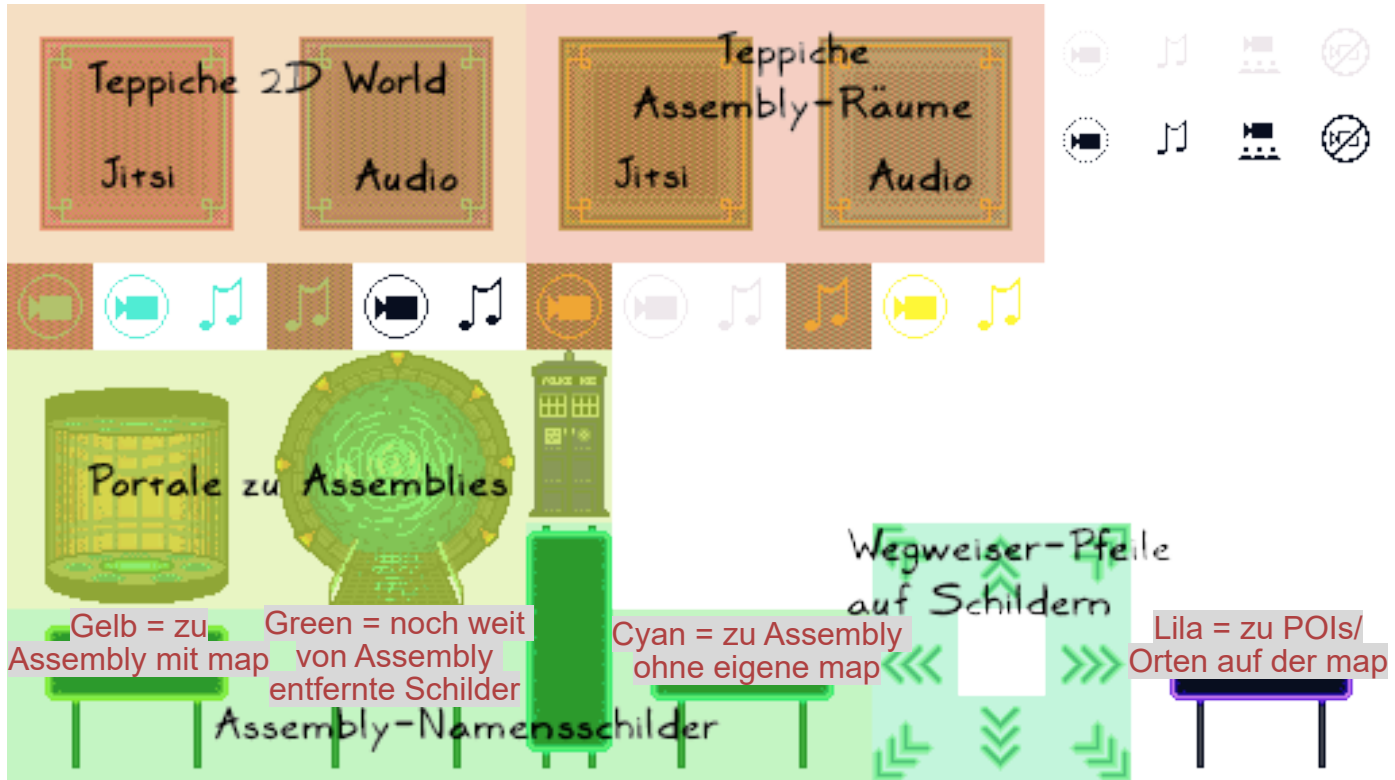 Teppiche 2D World
Jitsi
Audio
Teppiche
Assembly-Räume
Jitsi
Audio
Portale zu Assemblies
Wegweiser-Pfeile
auf Schildern
Gelb = zu
Assembly mit map
Green = noch weit
von Assembly
entfernte Schilder
Cyan = zu Assembly
ohne eigene map
Lila = zu POIs/
Orten auf der map
Assembly-Namensschilder